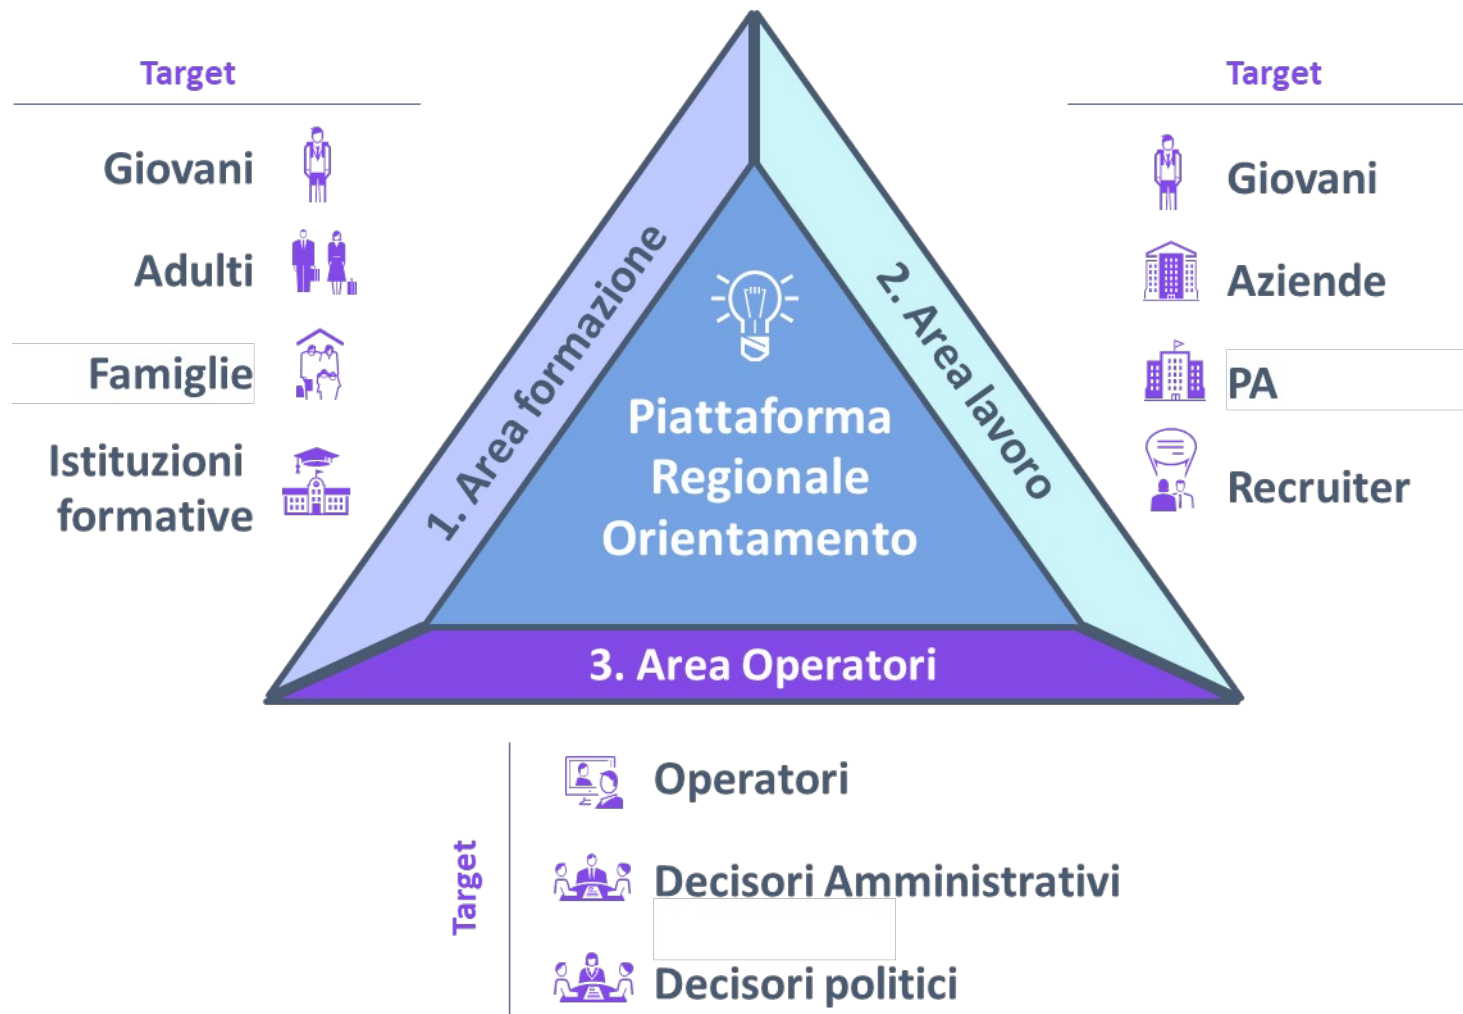 Target
Giovani
Adulti
Famiglie
Istituzioni
formative
1. Area formazione
Piattaforma
Regionale
Orientamento
2. Area lavoro
3. Area Operatori
Target
Giovani
Aziende
PA
Recruiter
Target
Operatori
Decisori Amministrativi
Decisori politici